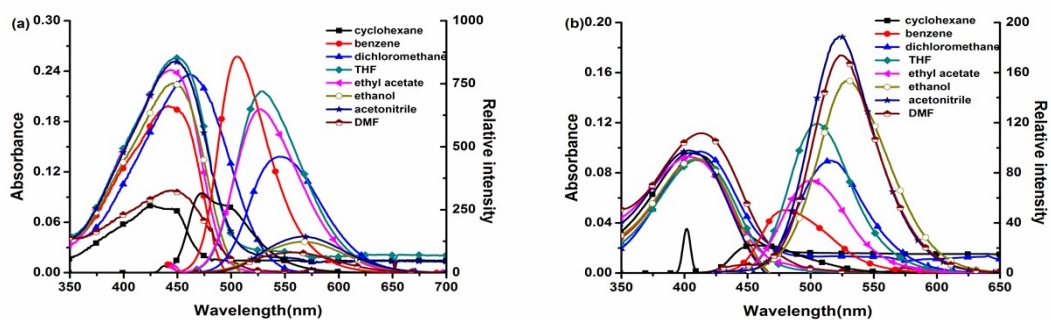 (a)
0.30
0.24
0.18
0.12
0.06
0.00
Absorbance
350 400 450 500 550 600 650 700
Wavelength(nm)
1000
750
500
250
0
Relative intensity
cyclohexane
benzene
dichloromethane
THF
ethyl acetate
ethanol
acetonitrile
DMF
(b)
0.20
0.16
0.12
0.08
0.04
0.00
Absorbance
350 400 450 500 550 600 650
Wavelength(nm)
200
160
120
80
40
0
Relative intensity
cyclohexane
benzene
dichloromethane
THF
ethyl acetate
ethanol
acetonitrile
DMF